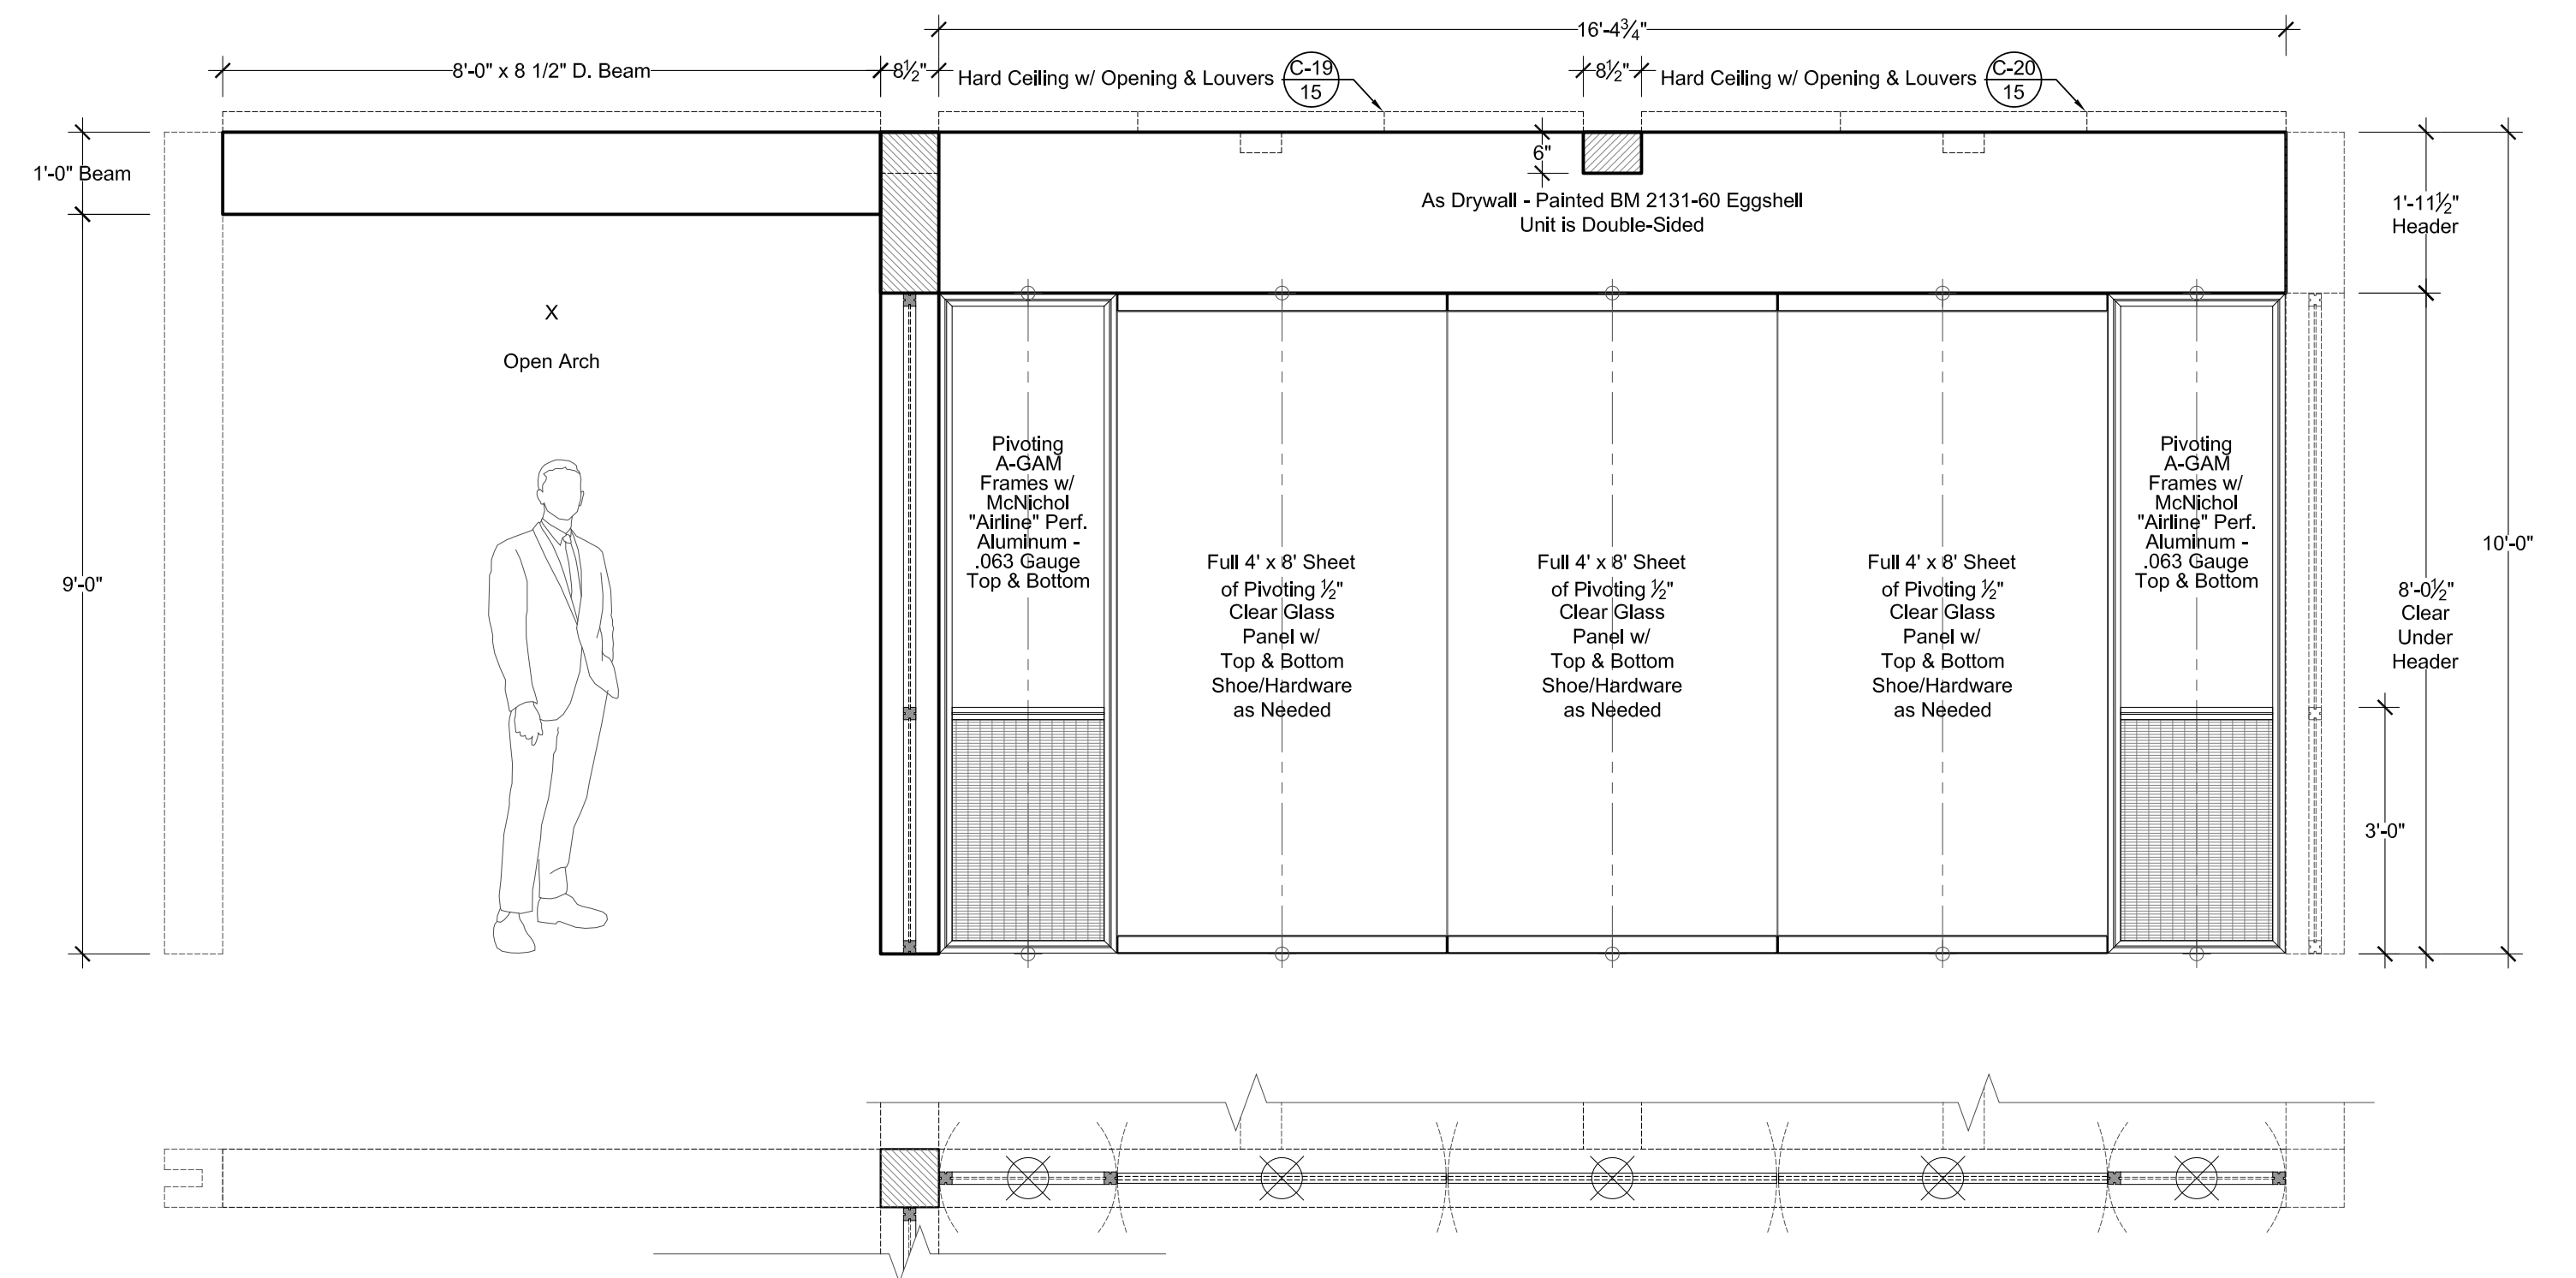 16'-4¾"
8'-0" x 8 1/2" D. Beam
8½"
Hard Ceiling w/ Opening & Louvers
C-19
15
8½"
Hard Ceiling w/ Opening & Louvers
C-20
15
1'-0" Beam
6"
As Drywall - Painted BM 2131-60 Eggshell
Unit is Double-Sided
1'-11½"
Header
X
Open Arch
9'-0"
Pivoting
A-GAM
Frames w/
McNichol
"Airline" Perf.
Aluminum -
.063 Gauge
Top & Bottom
Full 4' x 8' Sheet
of Pivoting ½"
Clear Glass
Panel w/
Top & Bottom
Shoe/Hardware
as Needed
Full 4' x 8' Sheet
of Pivoting ½"
Clear Glass
Panel w/
Top & Bottom
Shoe/Hardware
as Needed
Full 4' x 8' Sheet
of Pivoting ½"
Clear Glass
Panel w/
Top & Bottom
Shoe/Hardware
as Needed
Pivoting
A-GAM
Frames w/
McNichol
"Airline" Perf.
Aluminum -
.063 Gauge
Top & Bottom
8'-0½"
Clear
Under
Header
10'-0"
3'-0"